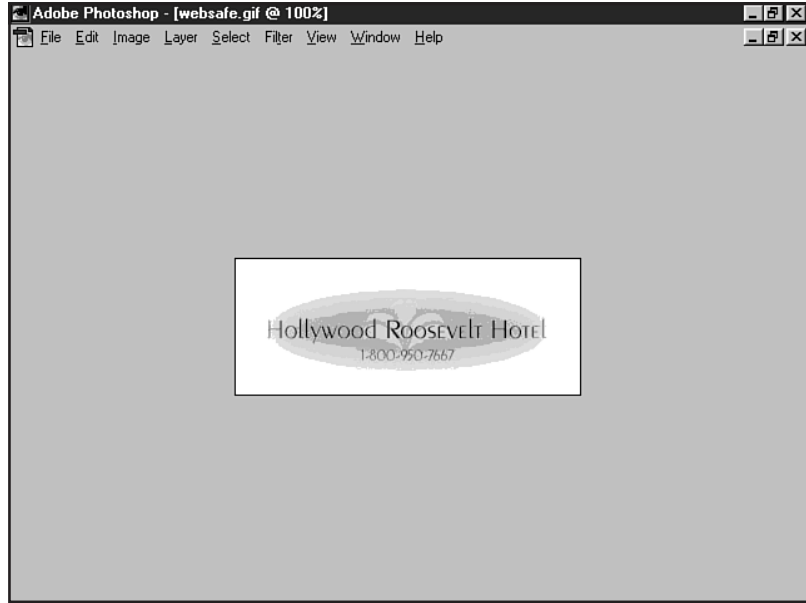 Adobe Photoshop - [websafe.gif @ 100%]
File Edit Image Layer Select Filter View Window Help
Hollywood Roosevelt Hotel
1-800-950-7667